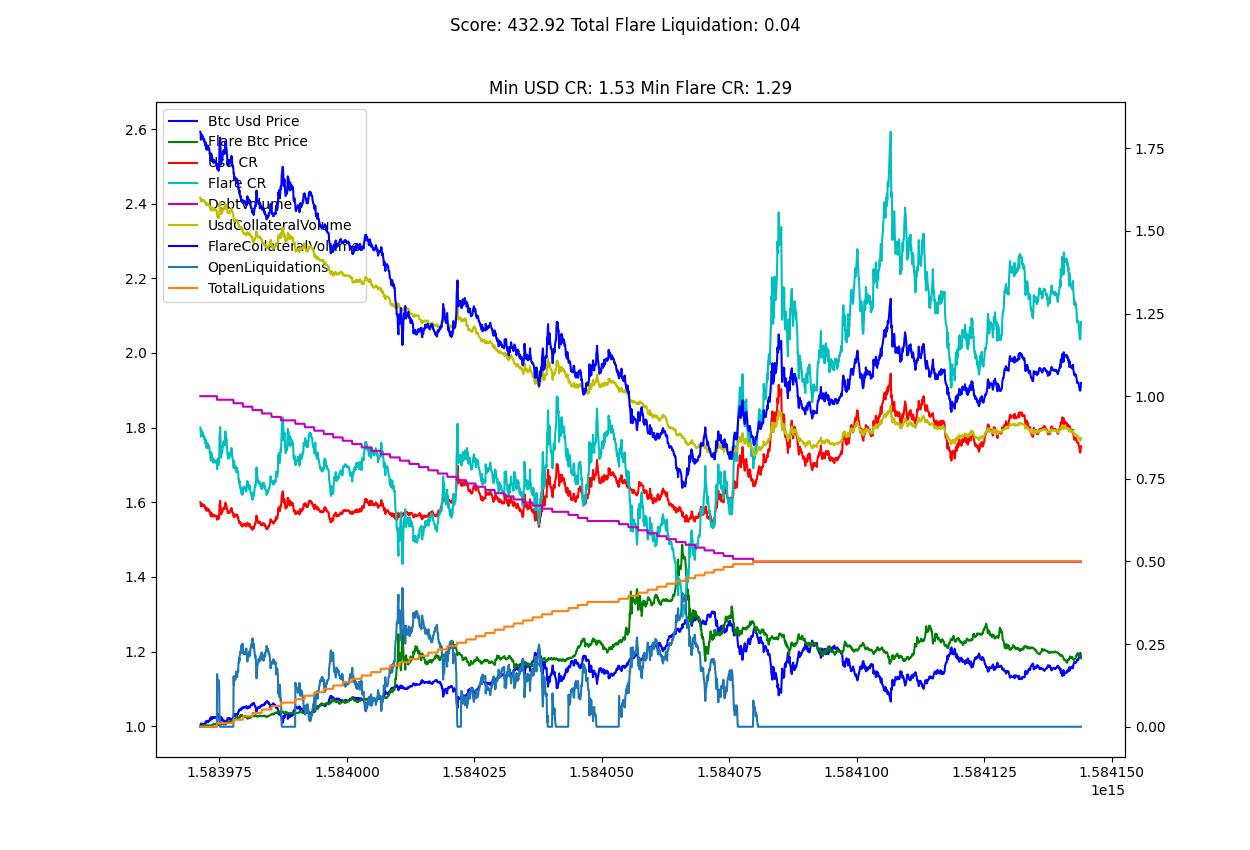 Score: 432.92 Total Flare Liquidation: 0.04
Min USD CR: 1.53 Min Flare CR: 1.29
Btc Usd Price
Flare Btc Price
Usd CR
Flare CR
DebtVolume
UsdCollateralVolume
FlareCollateralVolume
OpenLiquidations
TotalLiquidations
2.6
2.4
2.2
2.0
1.8
1.6
1.4
1.2
1.0
1.75
1.50
1.25
1.00
0.75
0.50
0.25
0.00
1.583975 1.584000 1.584025 1.584050 1.584075 1.584100 1.584125 1.584150
1e15